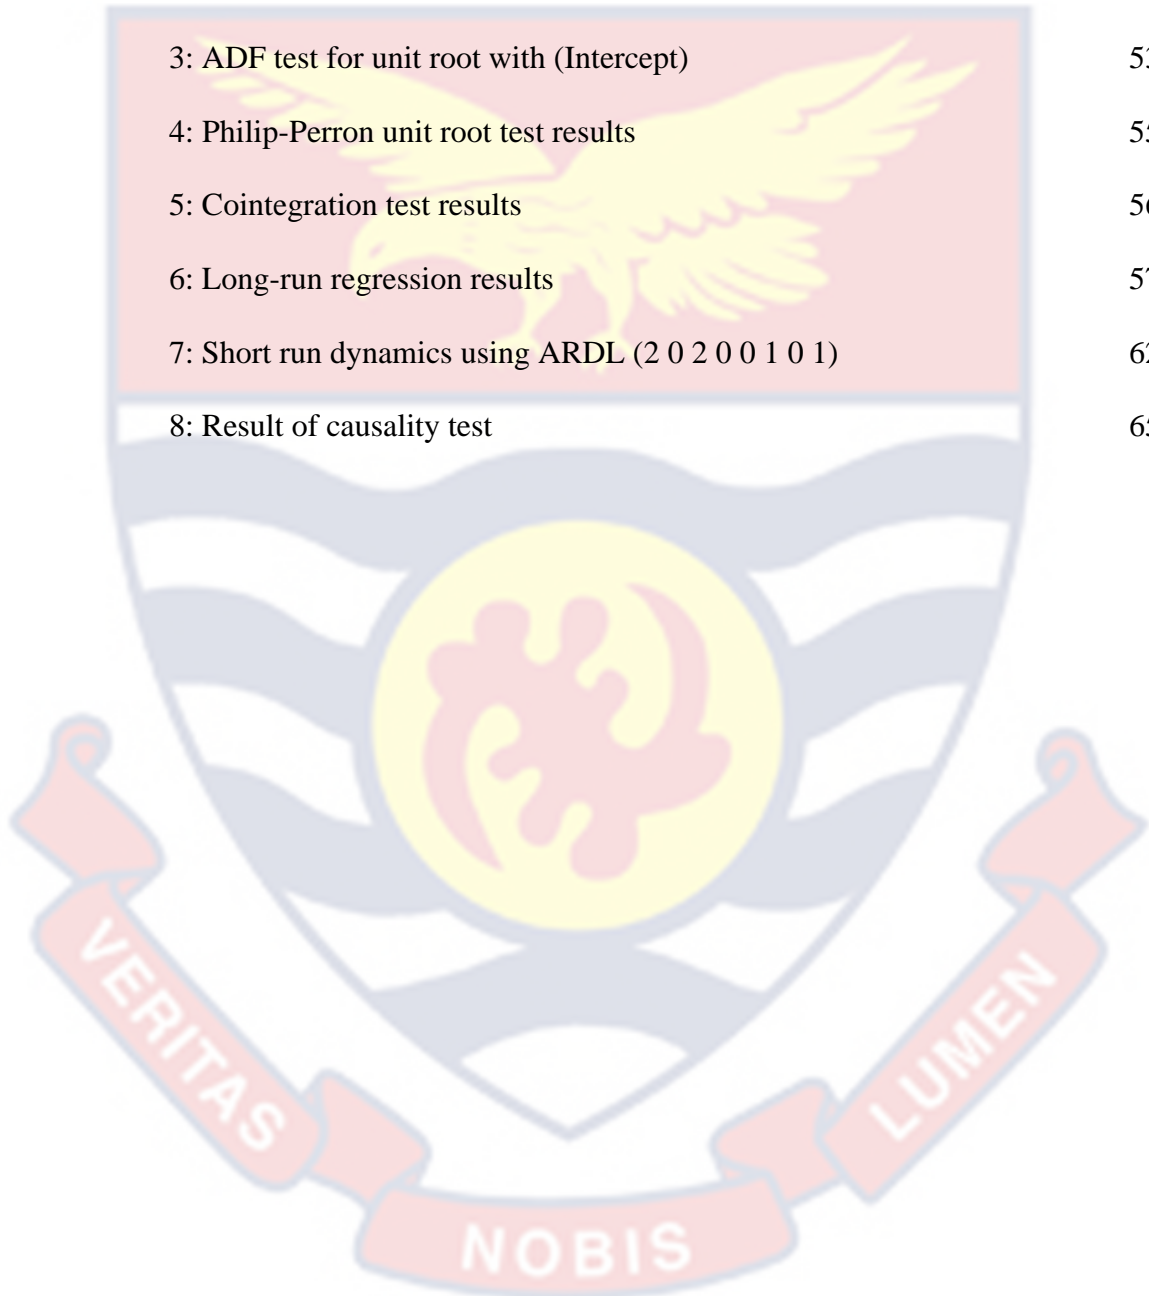 3: ADF test for unit root with (Intercept)
4: Philip-Perron unit root test results
5: Cointegration test results
6: Long-run regression results
7: Short run dynamics using ARDL (2 0 2 0 0 1 0 1)
8: Result of causality test
VERITAS
NOBIS
LUMEN